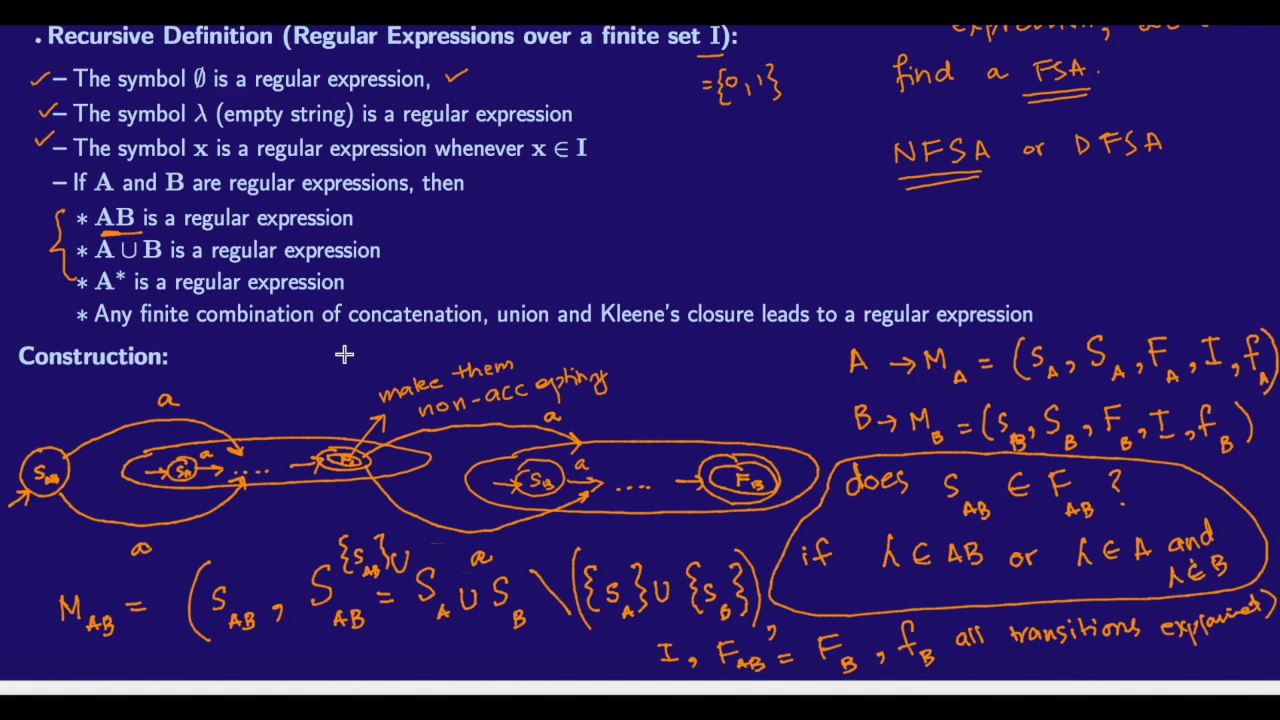 . Recursive Definition (Regular Expressions over a finite set I):
= {0, 1}
find a FSA.
– The symbol ∅ is a regular expression,
– The symbol λ (empty string) is a regular expression
– The symbol x is a regular expression whenever x ∈ I
NFSA or DFSA
– If A and B are regular expressions, then
* AB is a regular expression
* A ∪ B is a regular expression
* A* is a regular expression
* Any finite combination of concatenation, union and Kleene's closure leads to a regular expression
Construction:
A → M_A = (s_A, S_A, F_A, I, f_A)
B → M_B = (s_B, S_B, F_B, I, f_B)
make them
non-accepting
a
a
s_AB
s_A
a
....
s_B
a
....
F_B
a
a
does s_AB ∈ F_AB ?
if λ ∈ AB or λ ∈ A and
λ ∈ B
M_AB = (s_AB, S_AB = {s_AB} ∪ S_A ∪ S_B \ ({s_A} ∪ {s_B}),
I, F_AB = F_B, f_B all transitions explained)